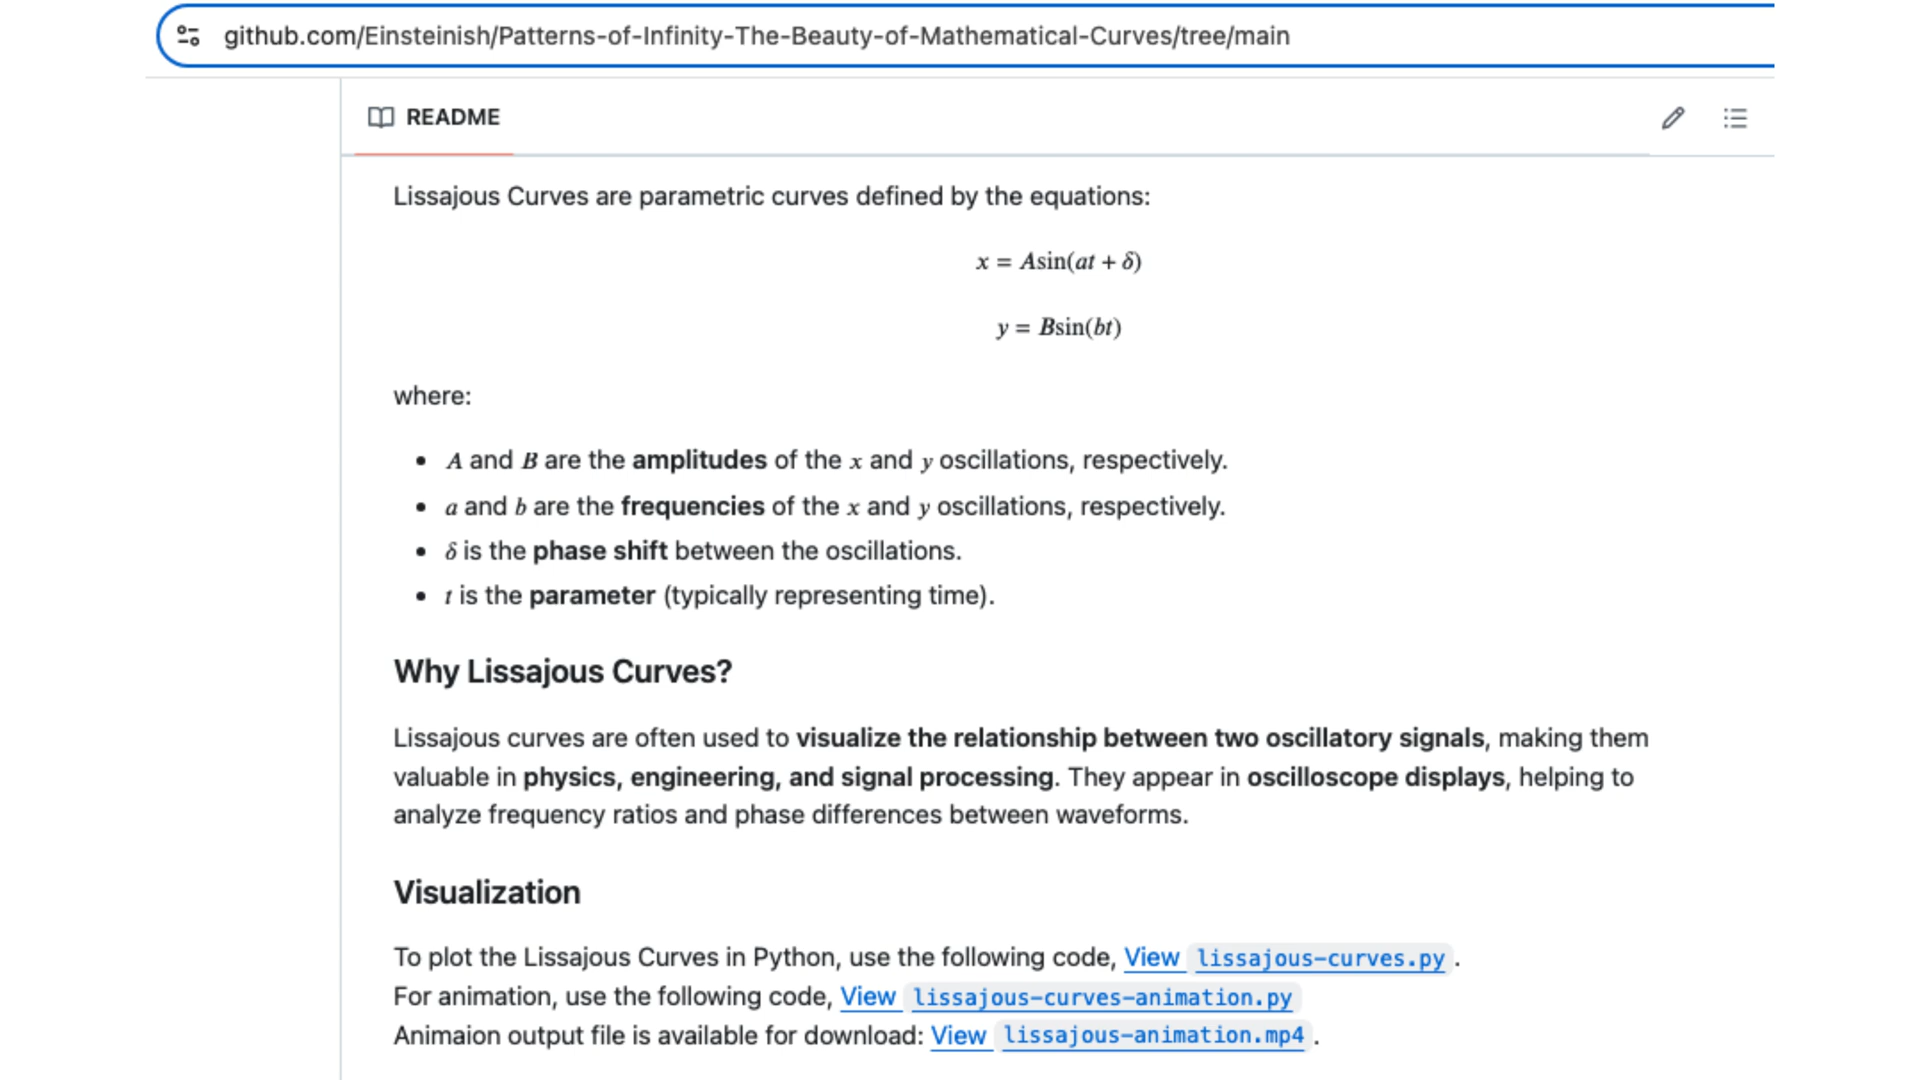 github.com/Einsteinish/Patterns-of-Infinity-The-Beauty-of-Mathematical-Curves/tree/main
README
Lissajous Curves are parametric curves defined by the equations:
x = Asin(at + δ)
y = Bsin(bt)
where:
• A and B are the amplitudes of the x and y oscillations, respectively.
• a and b are the frequencies of the x and y oscillations, respectively.
• δ is the phase shift between the oscillations.
• t is the parameter (typically representing time).
Why Lissajous Curves?
Lissajous curves are often used to visualize the relationship between two oscillatory signals, making them
valuable in physics, engineering, and signal processing. They appear in oscilloscope displays, helping to
analyze frequency ratios and phase differences between waveforms.
Visualization
To plot the Lissajous Curves in Python, use the following code, View lissajous-curves.py .
For animation, use the following code, View lissajous-curves-animation.py
Animaion output file is available for download: View lissajous-animation.mp4 .